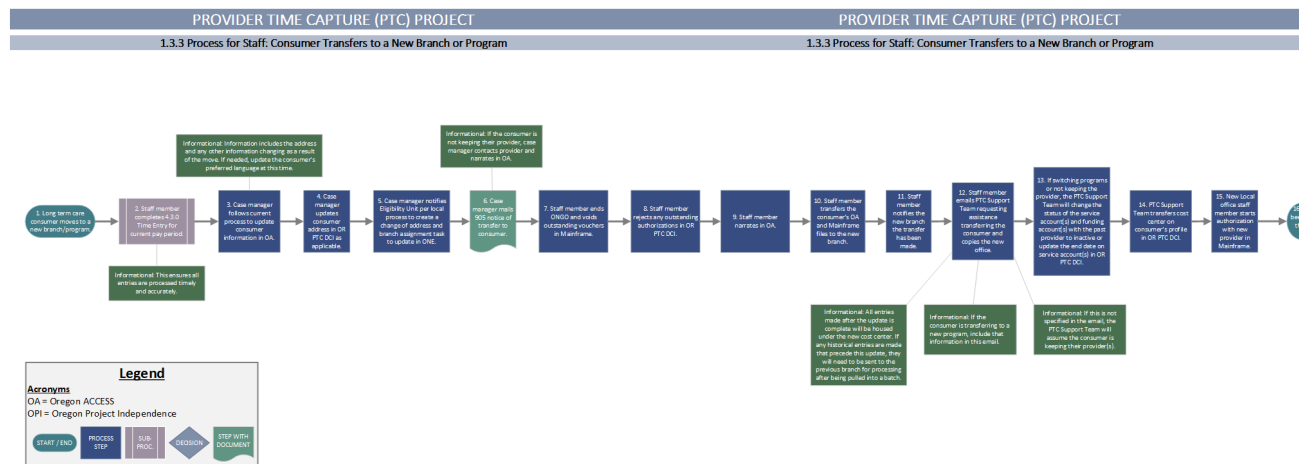 PROVIDER TIME CAPTURE (PTC) PROJECT
PROVIDER TIME CAPTURE (PTC) PROJECT
1.3.3 Process for Staff: Consumer Transfers to a New Branch or Program
1.3.3 Process for Staff: Consumer Transfers to a New Branch or Program
Informational: Information includes the address
and any other information changing as a result
of the move. If needed, update the consumer's
preferred language at this time.
Informational: If the consumer is
not keeping their provider, case
manager contacts provider and
narrates in OA.
1. Long term care
consumer moves to a
new branch/program.
2. Staff member
completes 4.3.0
Time Entry for
current pay period.
3. Case manager
follows current
process to update
consumer
information in OA.
4. Case
manager
updates
consumer
address in OR
PTC DCI as
applicable.
5. Case manager notifies
Eligibility Unit per local
process to create a
change of address and
branch assignment task
to update in ONE.
6. Case
manager mails
905 notice of
transfer to
consumer.
7. Staff member ends
ONGO and voids
outstanding vouchers in
Mainframe.
8. Staff member
rejects any outstanding
authorizations in OR
PTC DCI.
9. Staff member
narrates in OA.
10. Staff member
transfers the
consumer's OA
and Mainframe
files to the new
branch.
11. Staff
member
notifies the
new branch
the transfer
has been
made.
12. Staff member
emails PTC Support
Team requesting
assistance
transferring the
consumer and
copies the new
office.
13. If switching programs
or not keeping the
provider, the PTC Support
Team will change the
status of the service
account(s) and funding
account(s) with the past
provider to inactive or
update the end date on
service account(s) in OR
PTC DCI.
14. PTC Support
Team transfers cost
center on
consumer's profile in
OR PTC DCI.
15. New Local
office staff
member starts
authorization
with new
provider in
Mainframe.
Informational: This ensures all
entries are processed timely
and accurately.
Informational: All entries
made after the update is
complete will be housed
under the new cost center. If
any historical entries are made
that precede this update, they
will need to be sent to the
previous branch for processing
after being pulled into a batch.
Informational: If the
consumer is transferring to a
new program, include that
information in this email.
Informational: If this is not
specified in the email, the
PTC Support Team will
assume the consumer is
keeping their provider(s).
Legend
Acronyms
OA = Oregon ACCESS
OPI = Oregon Project Independence
START / END
PROCESS
STEP
SUB-
PROC.
DECISION
STEP WITH
DOCUMENT